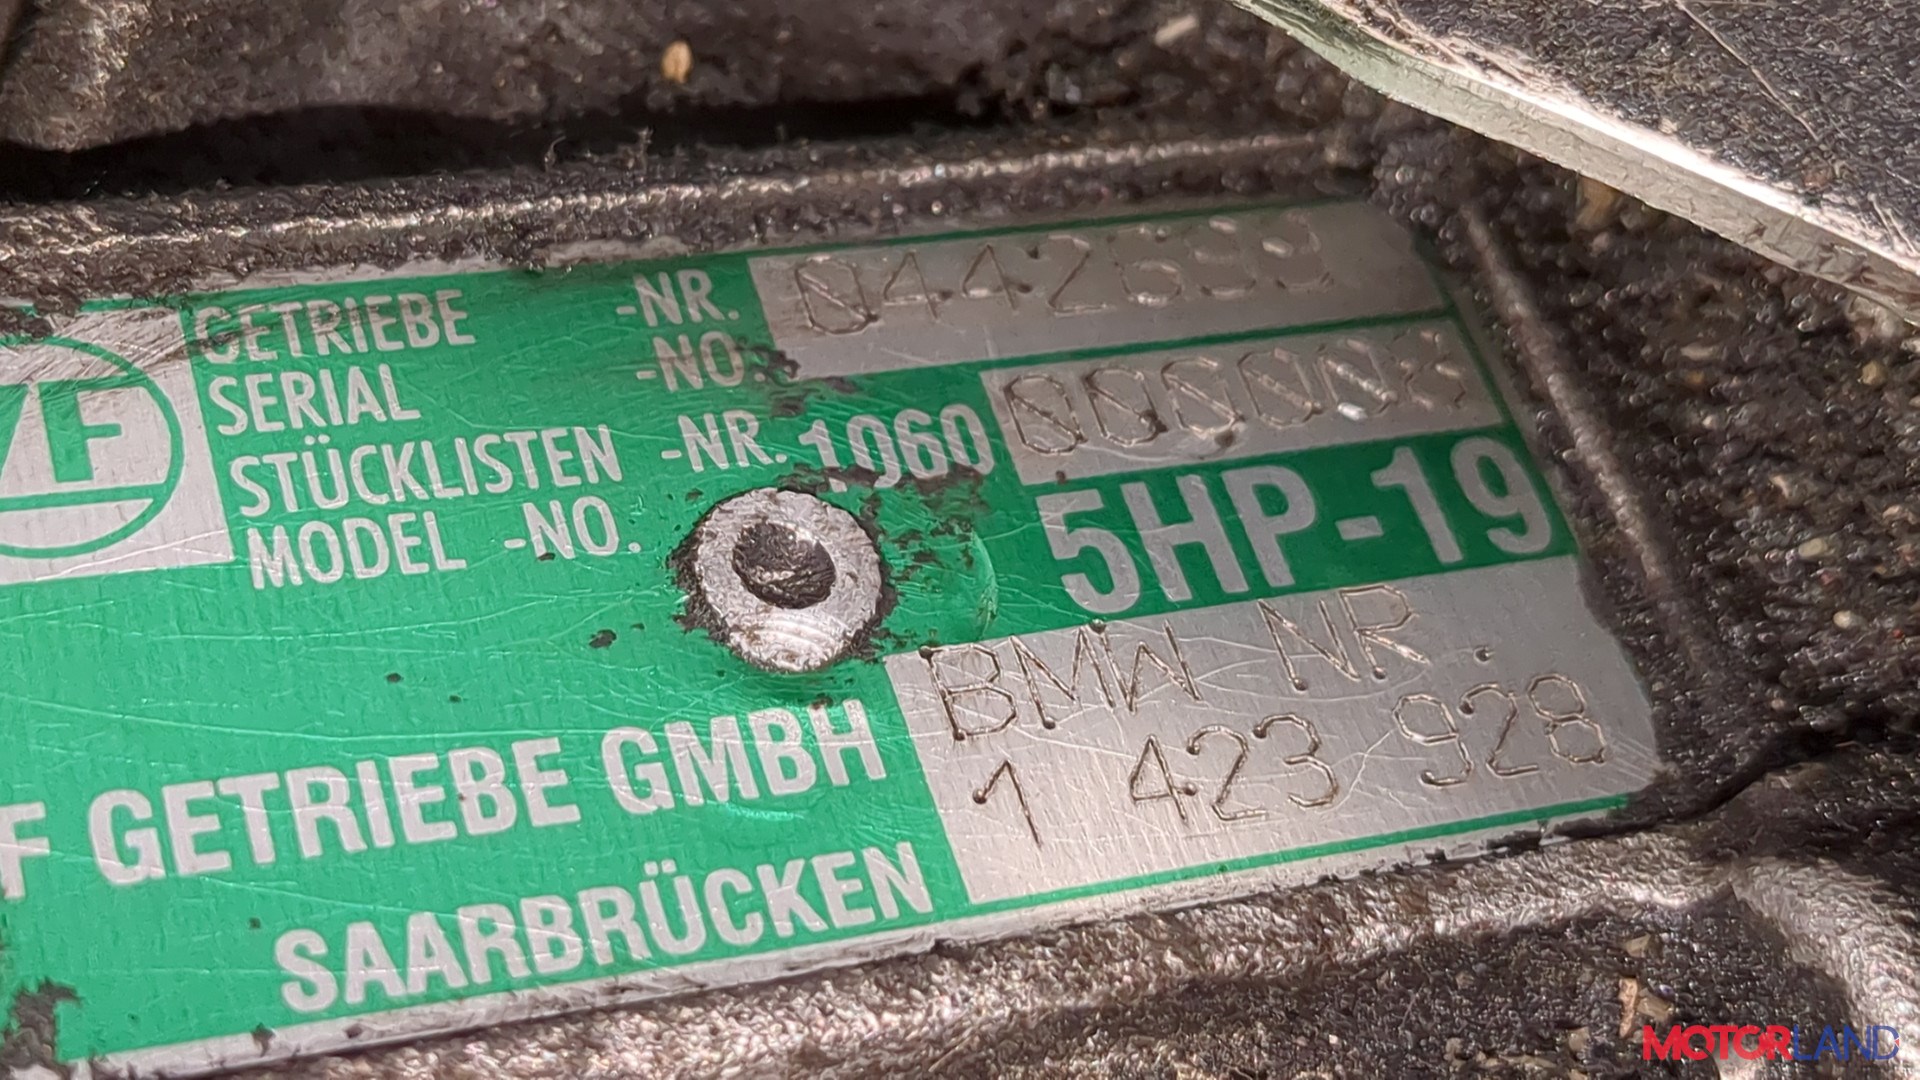 GETRIEBE -NR.
SERIAL -NO.
STÜCKLISTEN -NR. 1060
MODEL -NO.
5HP-19
BMW NR.
1 423 928
F GETRIEBE GMBH
SAARBRÜCKEN
MOTORLAND